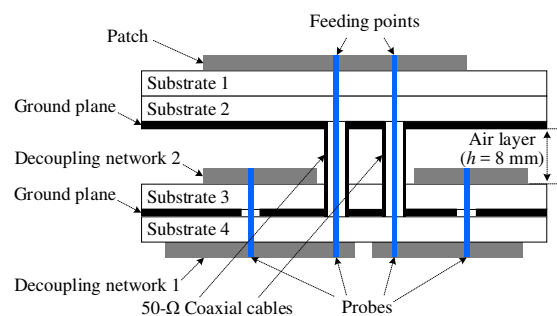 Feeding points
Patch
Substrate 1
Substrate 2
Ground plane
Air layer
(h = 8 mm)
Decoupling network 2
Ground plane
Substrate 3
Substrate 4
Decoupling network 1
50-Ω Coaxial cables
Probes